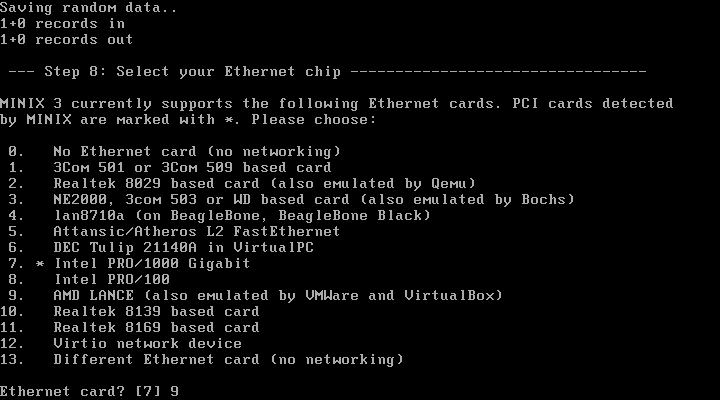 Saving random data..
1+0 records in
1+0 records out
--- Step 8: Select your Ethernet chip ---------------------------------
MINIX 3 currently supports the following Ethernet cards. PCI cards detected
by MINIX are marked with *. Please choose:
0. No Ethernet card (no networking)
1. 3Com 501 or 3Com 509 based card
2. Realtek 8029 based card (also emulated by Qemu)
3. NE2000, 3com 503 or WD based card (also emulated by Bochs)
4. lan8710a (on BeagleBone, BeagleBone Black)
5. Attansic/Atheros L2 FastEthernet
6. DEC Tulip 21140A in VirtualPC
7. * Intel PRO/1000 Gigabit
8. Intel PRO/100
9. AMD LANCE (also emulated by VMWare and VirtualBox)
10. Realtek 8139 based card
11. Realtek 8169 based card
12. Virtio network device
13. Different Ethernet card (no networking)
Ethernet card? [7] 9